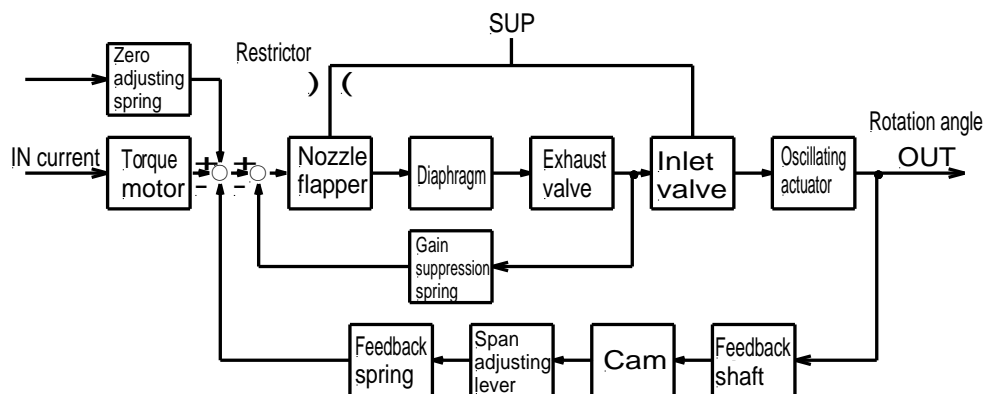 SUP
Restrictor
Zero
adjusting
spring
) (
Rotation angle
OUT
IN current
Torque
motor
+
-
+
-
Nozzle
flapper
Diaphragm
Exhaust
valve
Inlet
valve
Oscillating
actuator
Gain
suppression
spring
Feedback
spring
Span
adjusting
lever
Cam
Feedback
shaft